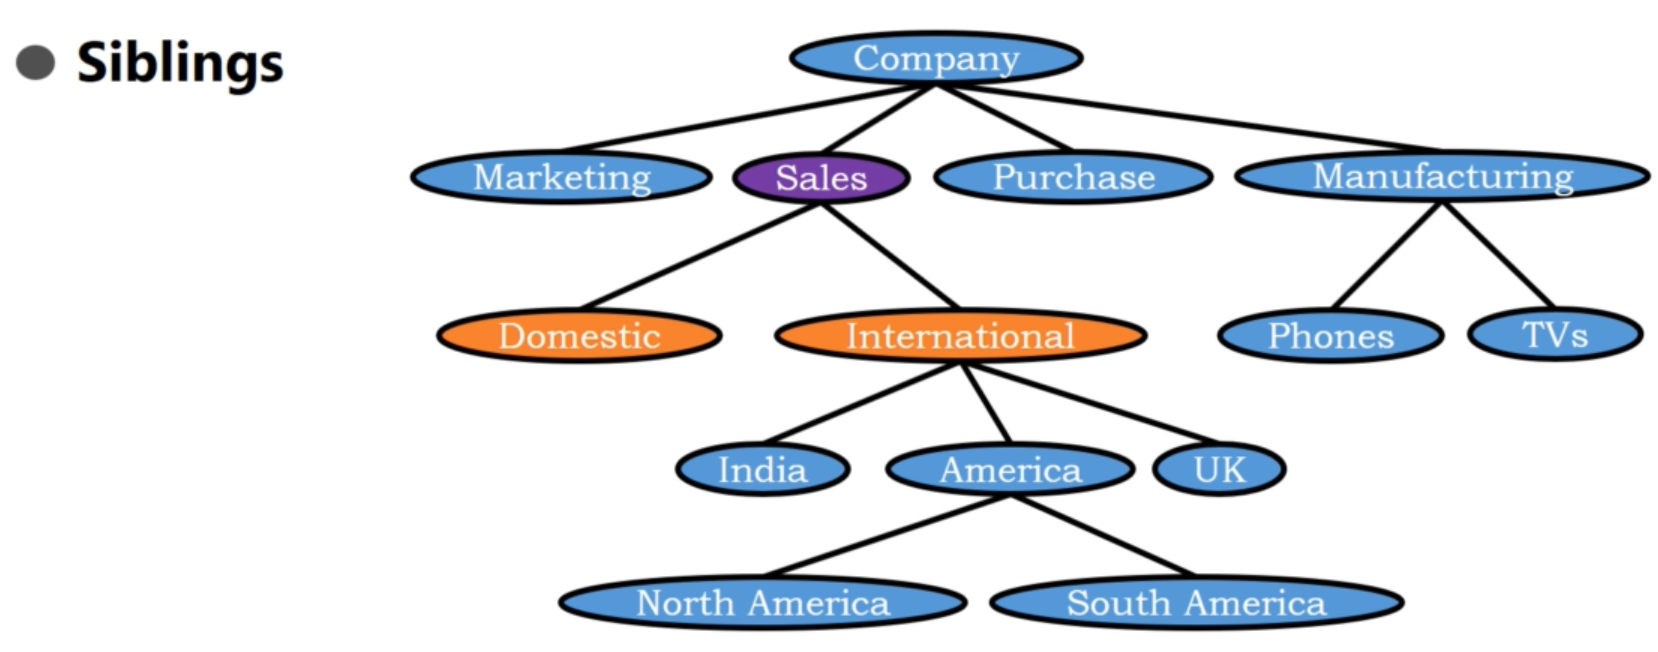 Siblings
Company
Marketing Sales Purchase Manufacturing
Domestic International Phones TVs
India America UK
North America South America